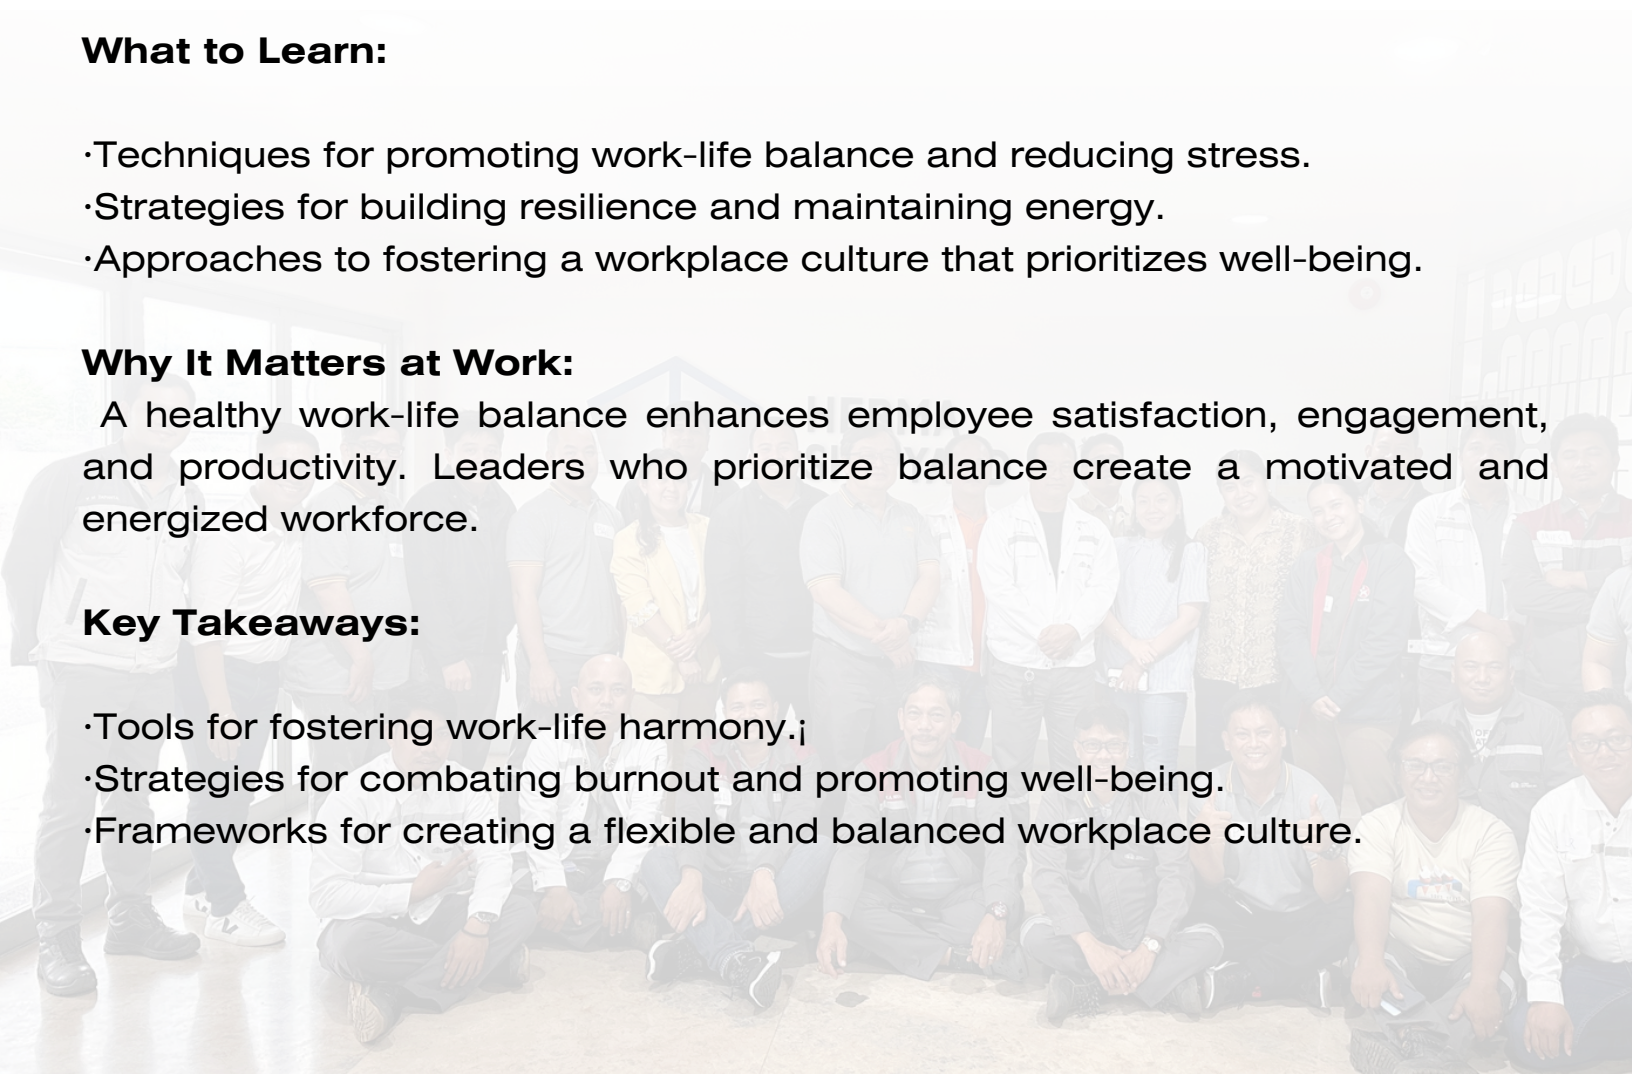 What to Learn:
·Techniques for promoting work-life balance and reducing stress.
·Strategies for building resilience and maintaining energy.
·Approaches to fostering a workplace culture that prioritizes well-being.
Why It Matters at Work:
A healthy work-life balance enhances employee satisfaction, engagement,
and productivity. Leaders who prioritize balance create a motivated and
energized workforce.
Key Takeaways:
·Tools for fostering work-life harmony.¡
·Strategies for combating burnout and promoting well-being.
·Frameworks for creating a flexible and balanced workplace culture.